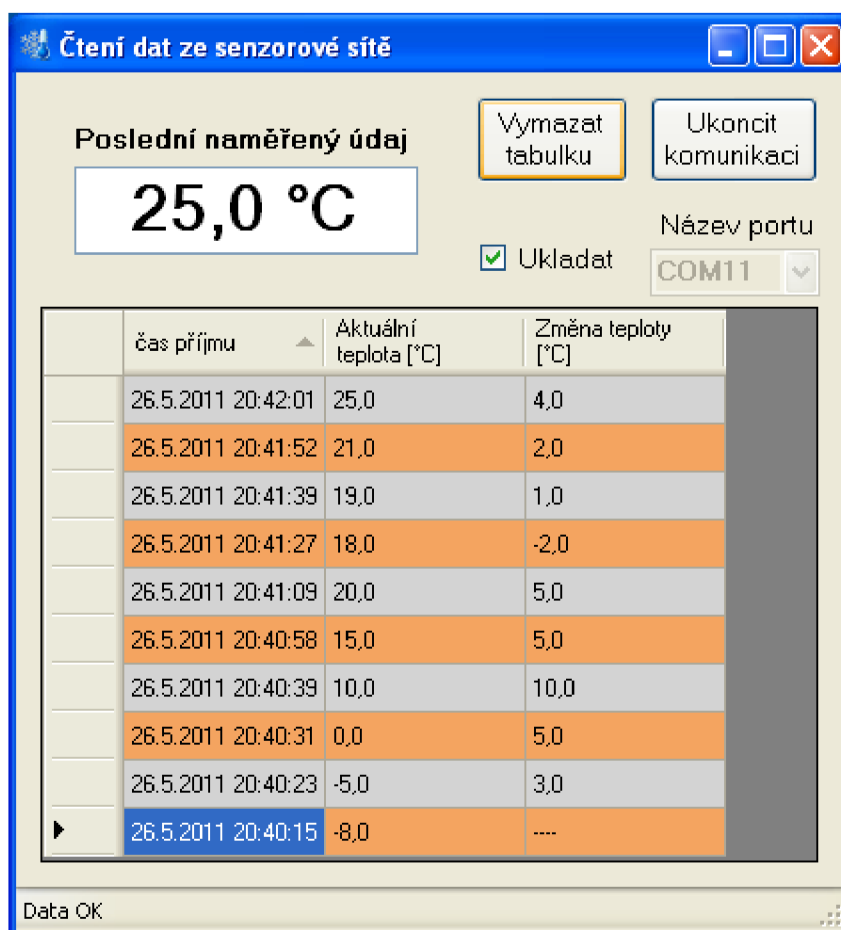 Čtení dat ze senzorové sítě
Poslední naměřený údaj
25,0 °C
Vymazat
tabulku
Ukoncit
komunikaci
Ukladat
Název portu
COM11
čas příjmu Aktuální teplota [°C] Změna teploty [°C]
26.5.2011 20:42:01 25,0 4,0
26.5.2011 20:41:52 21,0 2,0
26.5.2011 20:41:39 19,0 1,0
26.5.2011 20:41:27 18,0 -2,0
26.5.2011 20:41:09 20,0 5,0
26.5.2011 20:40:58 15,0 5,0
26.5.2011 20:40:39 10,0 10,0
26.5.2011 20:40:31 0,0 5,0
26.5.2011 20:40:23 -5,0 3,0
26.5.2011 20:40:15 -8,0 ----
Data OK